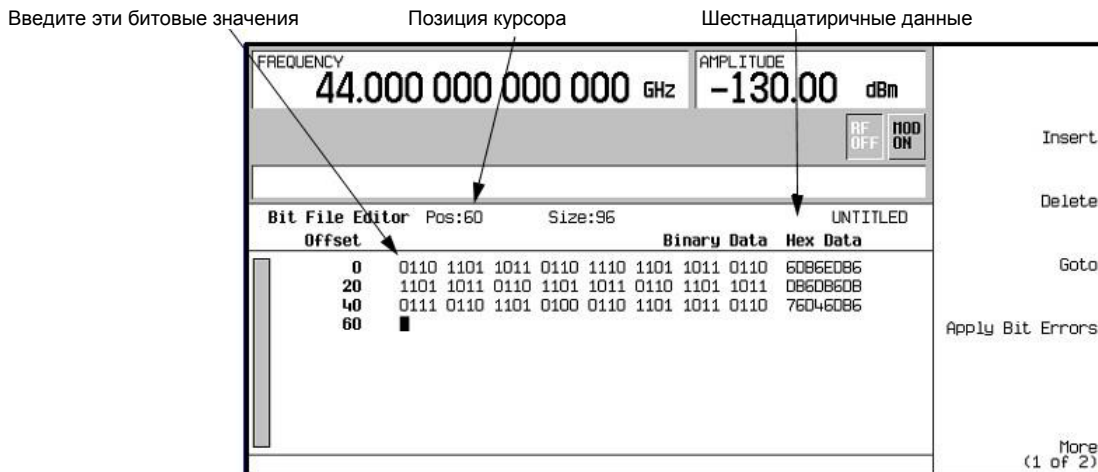 Введите эти битовые значения Позиция курсора Шестнадцатиричные данные
FREQUENCY AMPLITUDE
44.000 000 000 000 GHz -130.00 dBm
RF OFF MOD ON
Insert
Delete
Bit File Editor Pos:60 Size:96 UNTITLED
Offset Binary Data Hex Data
0 0110 1101 1011 0110 1110 1101 1011 0110 6DB6EDB6
20 1101 1011 0110 1101 1011 0110 1101 1011 DB6DB6DB
40 0111 0110 1101 0100 0110 1101 1011 0110 76D46DB6
60
Goto
Apply Bit Errors
More
(1 of 2)